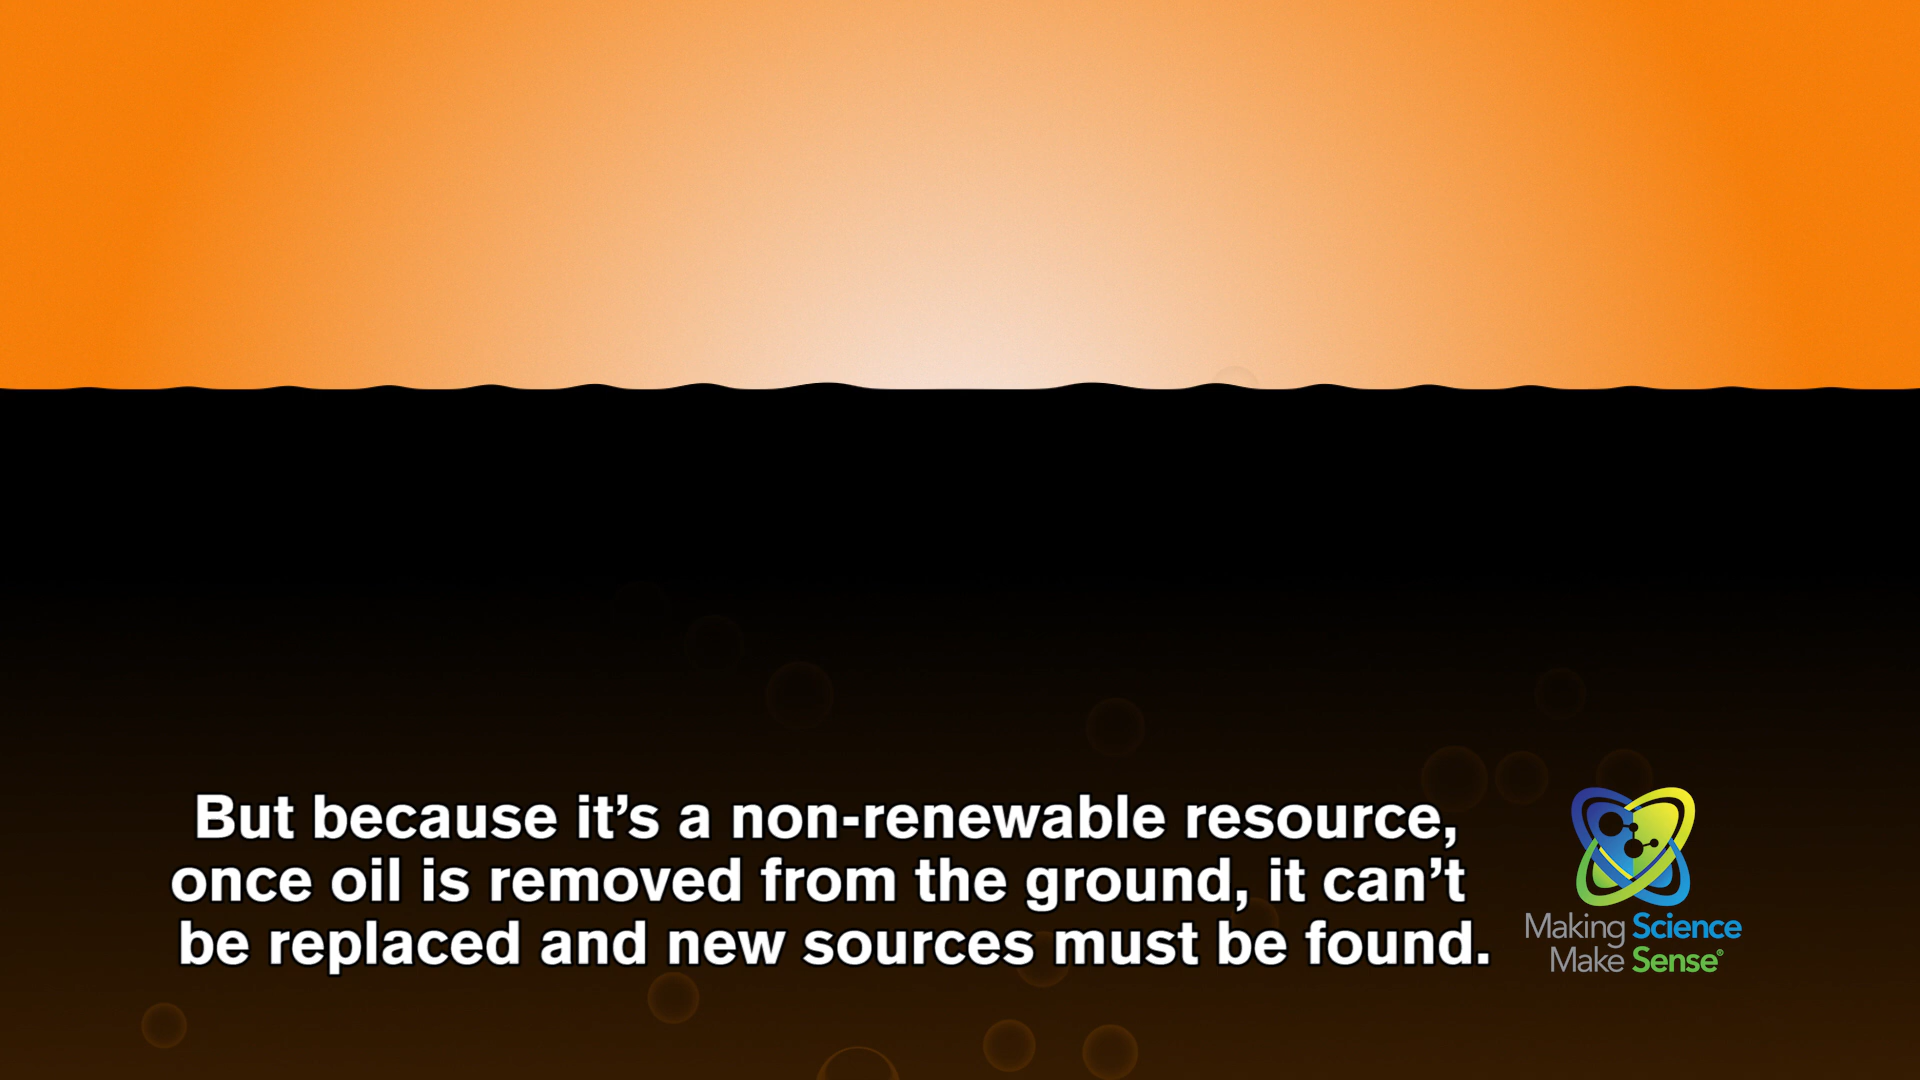 But because it’s a non-renewable resource,
once oil is removed from the ground, it can’t
be replaced and new sources must be found.
Making Science
Make Sense®